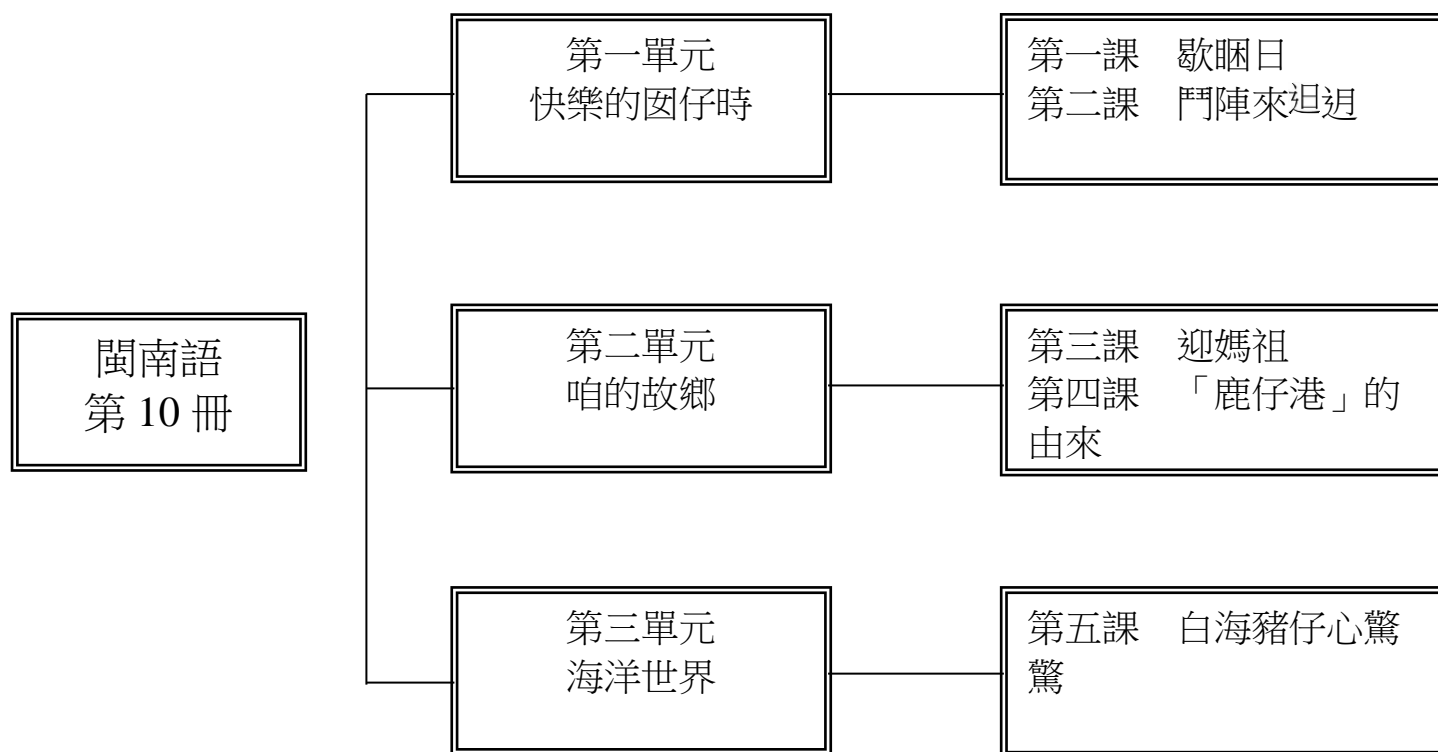 第一單元
快樂的囡仔時
第一課　歇睏日
第二課　鬥陣來𨑨迌
閩南語
第 10 冊
第二單元
咱的故鄉
第三課　迎媽祖
第四課　「鹿仔港」的
由來
第三單元
海洋世界
第五課　白海豬仔心驚
驚